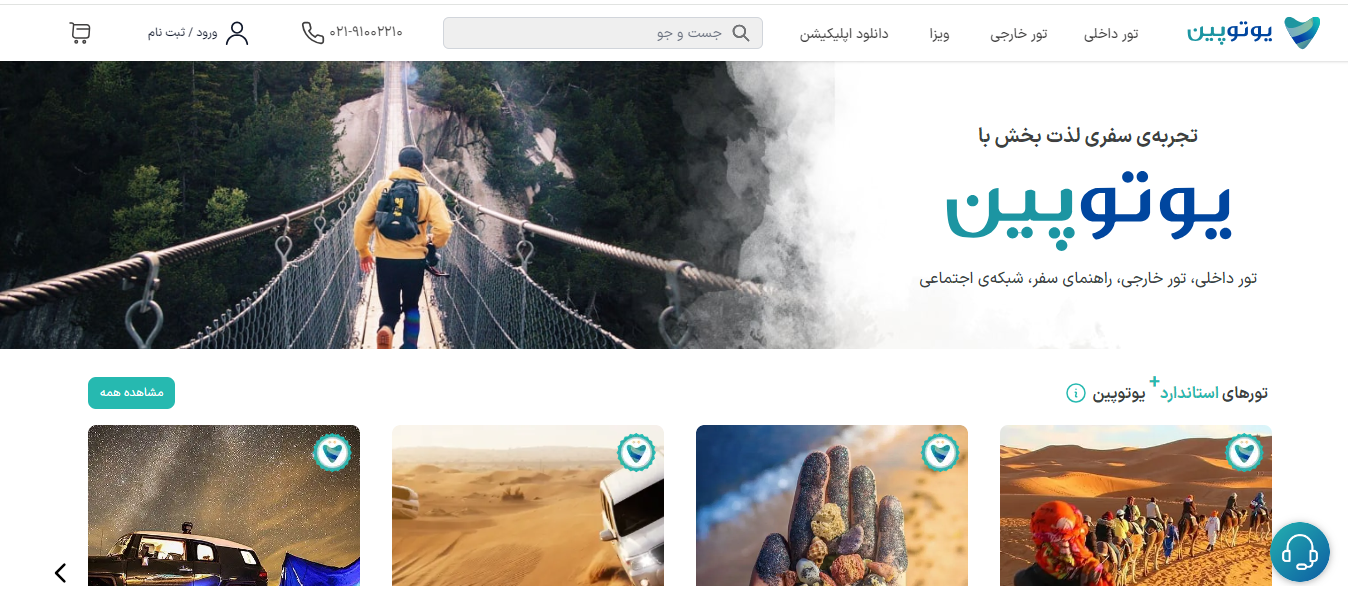 یوتوپین
تور داخلی
تور خارجی
ویزا
دانلود اپلیکیشن
جست و جو
۰۲۱-۹۱۰۰۲۲۱۰
ورود / ثبت نام
تجربه‌ی سفری لذت بخش با
یوتوپین
تور داخلی، تور خارجی، راهنمای سفر، شبکه‌ی اجتماعی
تورهای استاندارد+ یوتوپین
مشاهده همه